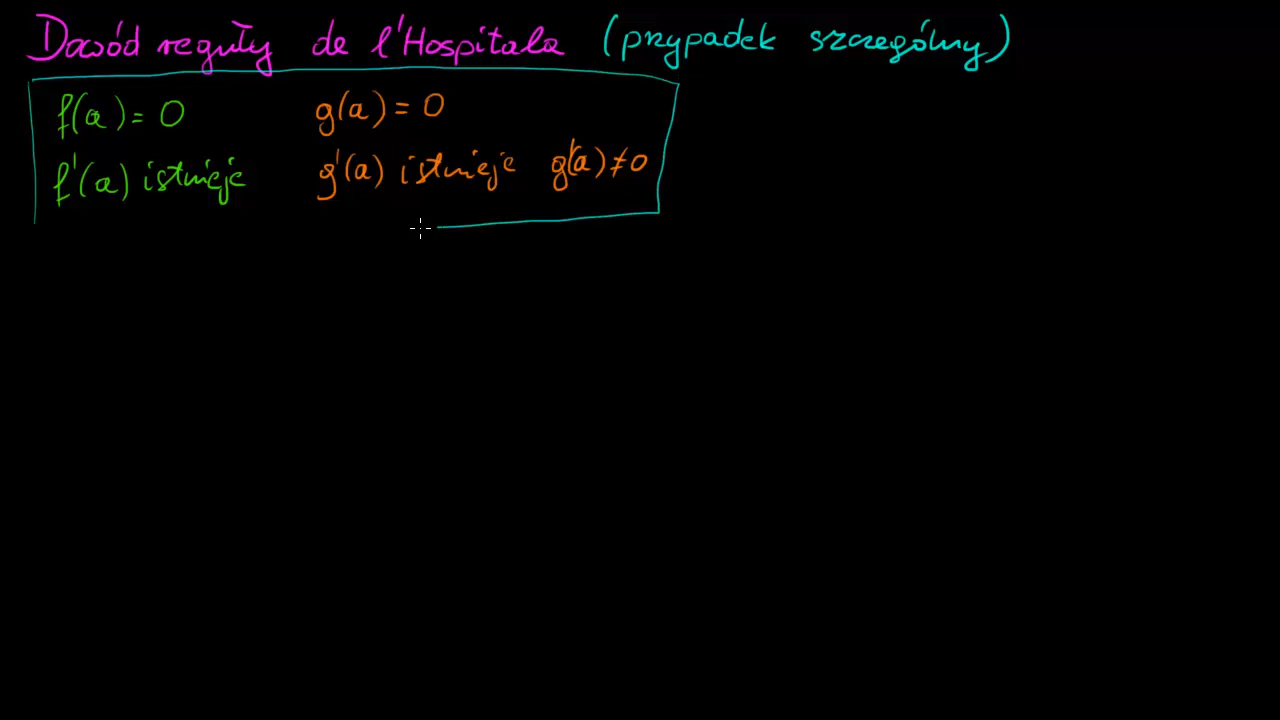 Dowód reguły de l'Hospitala (przypadek szczególny)
f(a) = 0 g(a) = 0
f'(a) istnieje g'(a) istnieje g'(a) ≠ 0